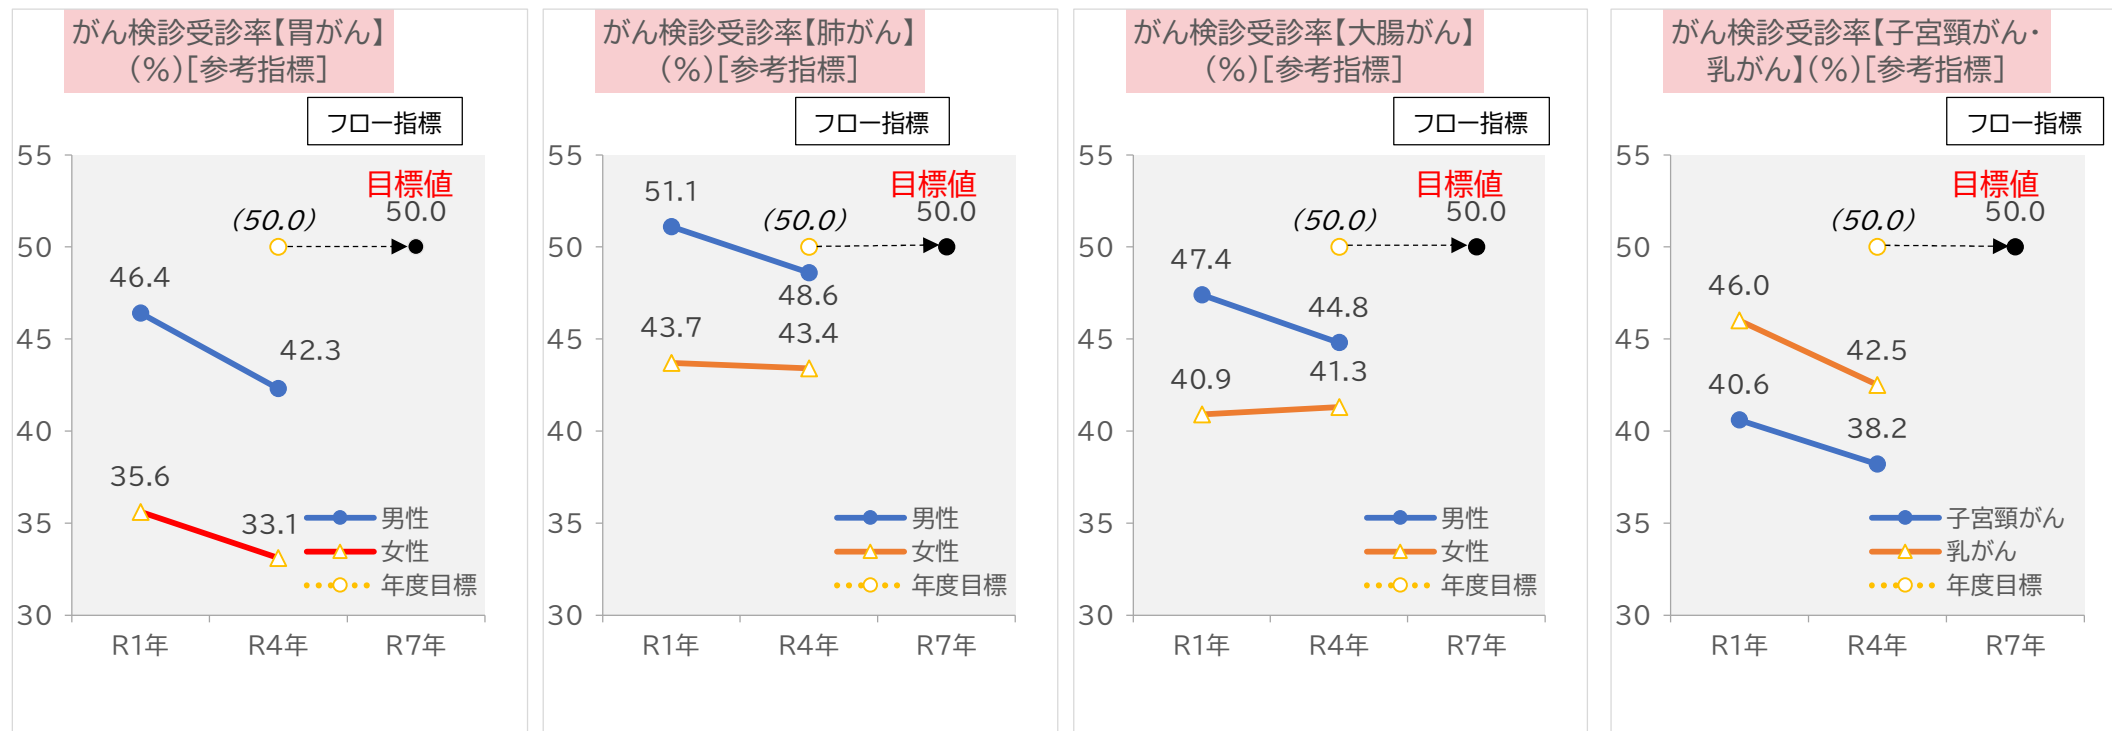 がん検診受診率【胃がん】
(%)[参考指標]
フロー指標
目標値
(50.0)
50.0
46.4
42.3
35.6
33.1
男性
女性
年度目標
55
50
45
40
35
30
R1年
R4年
R7年
がん検診受診率【肺がん】
(%)[参考指標]
フロー指標
目標値
(50.0)
50.0
51.1
48.6
43.7
43.4
男性
女性
年度目標
55
50
45
40
35
30
R1年
R4年
R7年
がん検診受診率【大腸がん】
(%)[参考指標]
フロー指標
目標値
(50.0)
50.0
47.4
44.8
40.9
41.3
男性
女性
年度目標
55
50
45
40
35
30
R1年
R4年
R7年
がん検診受診率【子宮頸がん・
乳がん】(%)[参考指標]
フロー指標
目標値
(50.0)
50.0
46.0
42.5
40.6
38.2
子宮頸がん
乳がん
年度目標
55
50
45
40
35
30
R1年
R4年
R7年